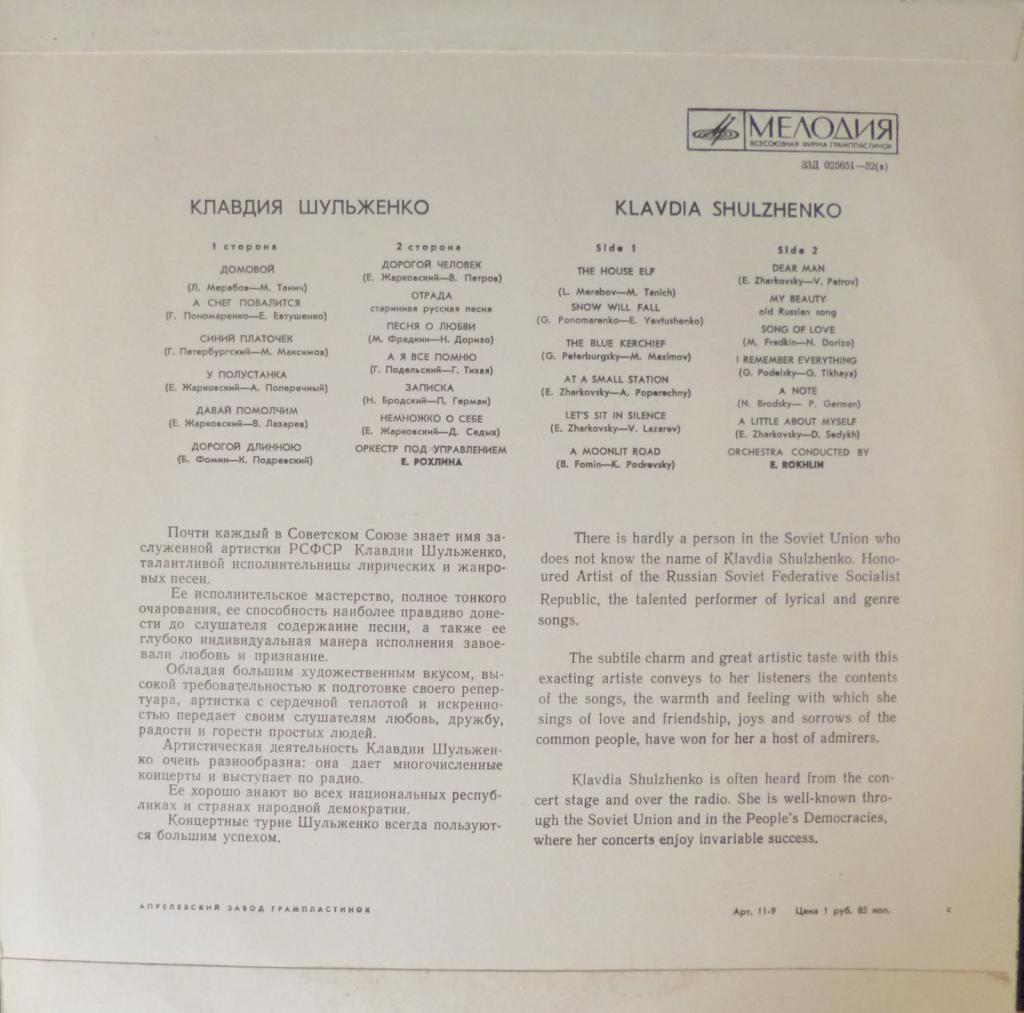 МЕЛОДИЯ
ВСЕСОЮЗНАЯ ФИРМА ГРАМПЛАСТИНОК
33Д 025651—52(а)
КЛАВДИЯ ШУЛЬЖЕНКО
1 сторона
ДОМОВОЙ
(Л. Мерабов—М. Танич)
А СНЕГ ПОВАЛИТСЯ
(Г. Пономаренко—Е. Евтушенко)
СИНИЙ ПЛАТОЧЕК
(Г. Петербургский—М. Максимов)
У ПОЛУСТАНКА
(Е. Жарковский—А. Поперечный)
ДАВАЙ ПОМОЛЧИМ
(Е. Жарковский—В. Лазарев)
ДОРОГОЙ ДЛИННОЮ
(Б. Фомин—К. Подревский)
2 сторона
ДОРОГОЙ ЧЕЛОВЕК
(Е. Жарковский—В. Петров)
ОТРАДА
старинная русская песня
ПЕСНЯ О ЛЮБВИ
(М. Фрадкин—Н. Доризо)
А Я ВСЕ ПОМНЮ
(Г. Подельский—Г. Тихая)
ЗАПИСКА
(Н. Бродский—П. Герман)
НЕМНОЖКО О СЕБЕ
(Е. Жарковский—Д. Седых)
ОРКЕСТР ПОД УПРАВЛЕНИЕМ
Е. РОХЛИНА
KLAVDIA SHULZHENKO
Side 1
THE HOUSE ELF
(L. Merabov—M. Tanich)
SNOW WILL FALL
(G. Ponomarenko—E. Yevtushenko)
THE BLUE KERCHIEF
(G. Peterburgsky—M. Maximov)
AT A SMALL STATION
(E. Zharkovsky—A. Poperechny)
LET'S SIT IN SILENCE
(E. Zharkovsky—V. Lazarev)
A MOONLIT ROAD
(B. Fomin—K. Podrevsky)
Side 2
DEAR MAN
(E. Zharkovsky—V. Petrov)
MY BEAUTY
old Russian song
SONG OF LOVE
(M. Fredkin—N. Dorizo)
I REMEMBER EVERYTHING
(G. Podelsky—G. Tikhaya)
A NOTE
(N. Brodsky— P. German)
A LITTLE ABOUT MYSELF
(E. Zharkovsky—D. Sedykh)
ORCHESTRA CONDUCTED BY
E. ROKHLIN
Почти каждый в Советском Союзе знает имя за-
служенной артистки РСФСР Клавдии Шульженко,
талантливой исполнительницы лирических и жанро-
вых песен.
Ее исполнительское мастерство, полное тонкого
очарования, ее способность наиболее правдиво доне-
сти до слушателя содержание песни, а также ее
глубоко индивидуальная манера исполнения завое-
вали любовь и признание.
Обладая большим художественным вкусом, вы-
сокой требовательностью к подготовке своего репер-
туара, артистка с сердечной теплотой и искренно-
стью передает своим слушателям любовь, дружбу,
радости и горести простых людей.
Артистическая деятельность Клавдии Шульжен-
ко очень разнообразна: она дает многочисленные
концерты и выступает по радио.
Ее хорошо знают во всех национальных респуб-
ликах и странах народной демократии.
Концертные турне Шульженко всегда пользуют-
ся большим успехом.
There is hardly a person in the Soviet Union who
does not know the name of Klavdia Shulzhenko. Hono-
ured Artist of the Russian Soviet Federative Socialist
Republic, the talented performer of lyrical and genre
songs.
The subtile charm and great artistic taste with this
exacting artiste conveys to her listeners the contents
of the songs, the warmth and feeling with which she
sings of love and friendship, joys and sorrows of the
common people, have won for her a host of admirers.
Klavdia Shulzhenko is often heard from the con-
cert stage and over the radio. She is well-known thro-
ugh the Soviet Union and in the People's Democracies,
where her concerts enjoy invariable success.
АПРЕЛЕВСКИЙ ЗАВОД ГРАМПЛАСТИНОК
Арт. 11-9 Цена 1 руб. 85 коп. с